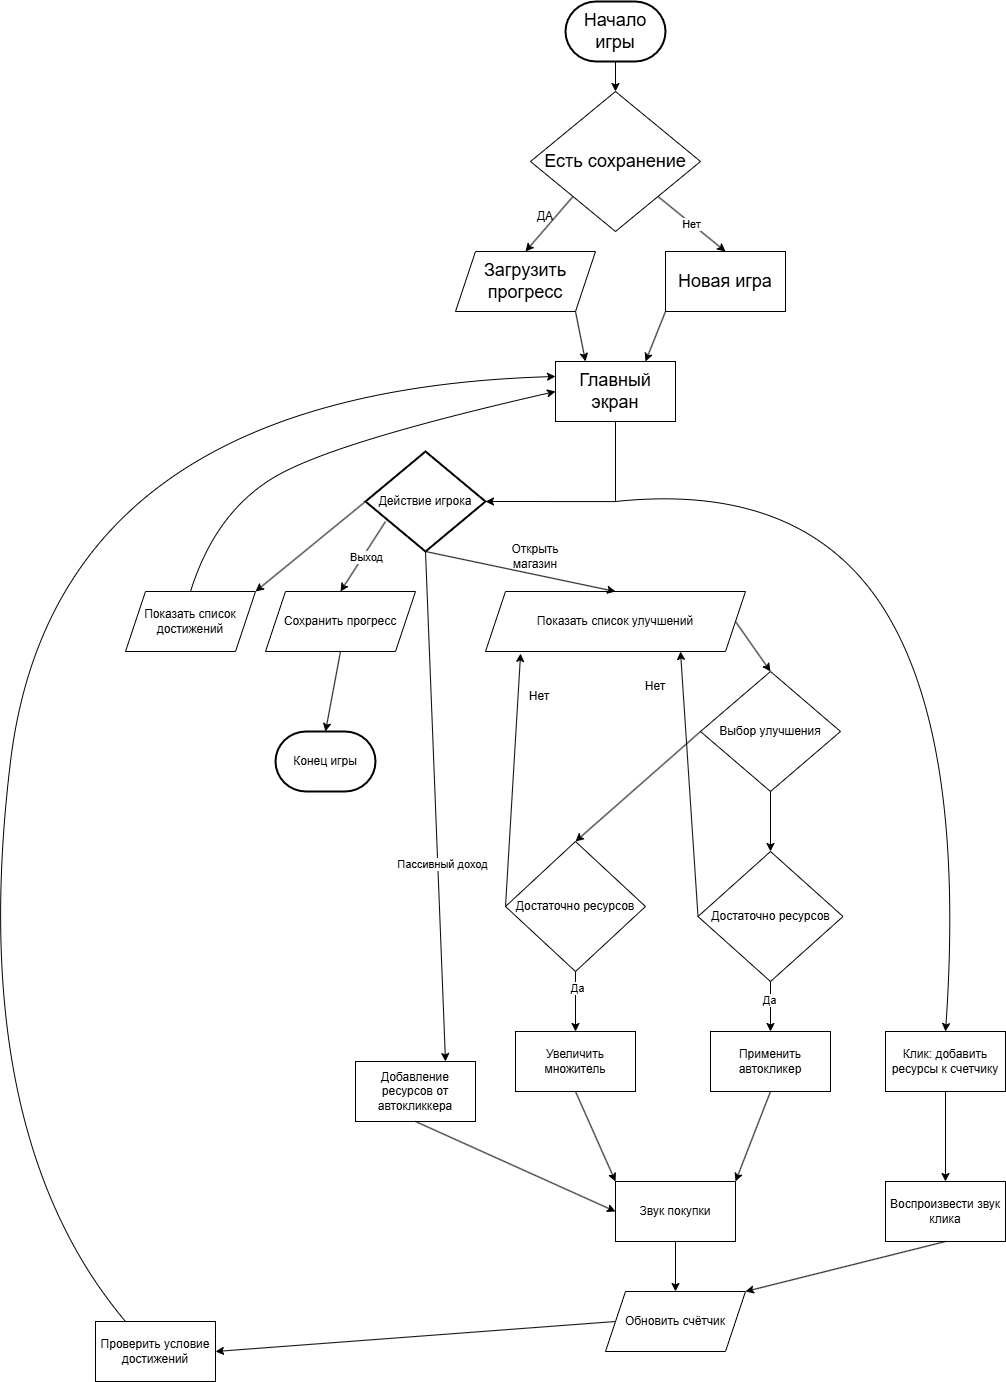 Начало
игры
Есть сохранение
ДА
Нет
Загрузить
прогресс
Новая игра
Главный
экран
Действие игрока
Выход
Открыть
магазин
Показать список
достижений
Сохранить прогресс
Показать список улучшений
Нет
Нет
Выбор улучшения
Конец игры
Пассивный доход
Достаточно ресурсов
Достаточно ресурсов
Да
Да
Увеличить
множитель
Применить
автокликер
Клик: добавить
ресурсы к счетчику
Добавление
ресурсов от
автокликкера
Звук покупки
Воспроизвести звук
клика
Обновить счётчик
Проверить условие
достижений